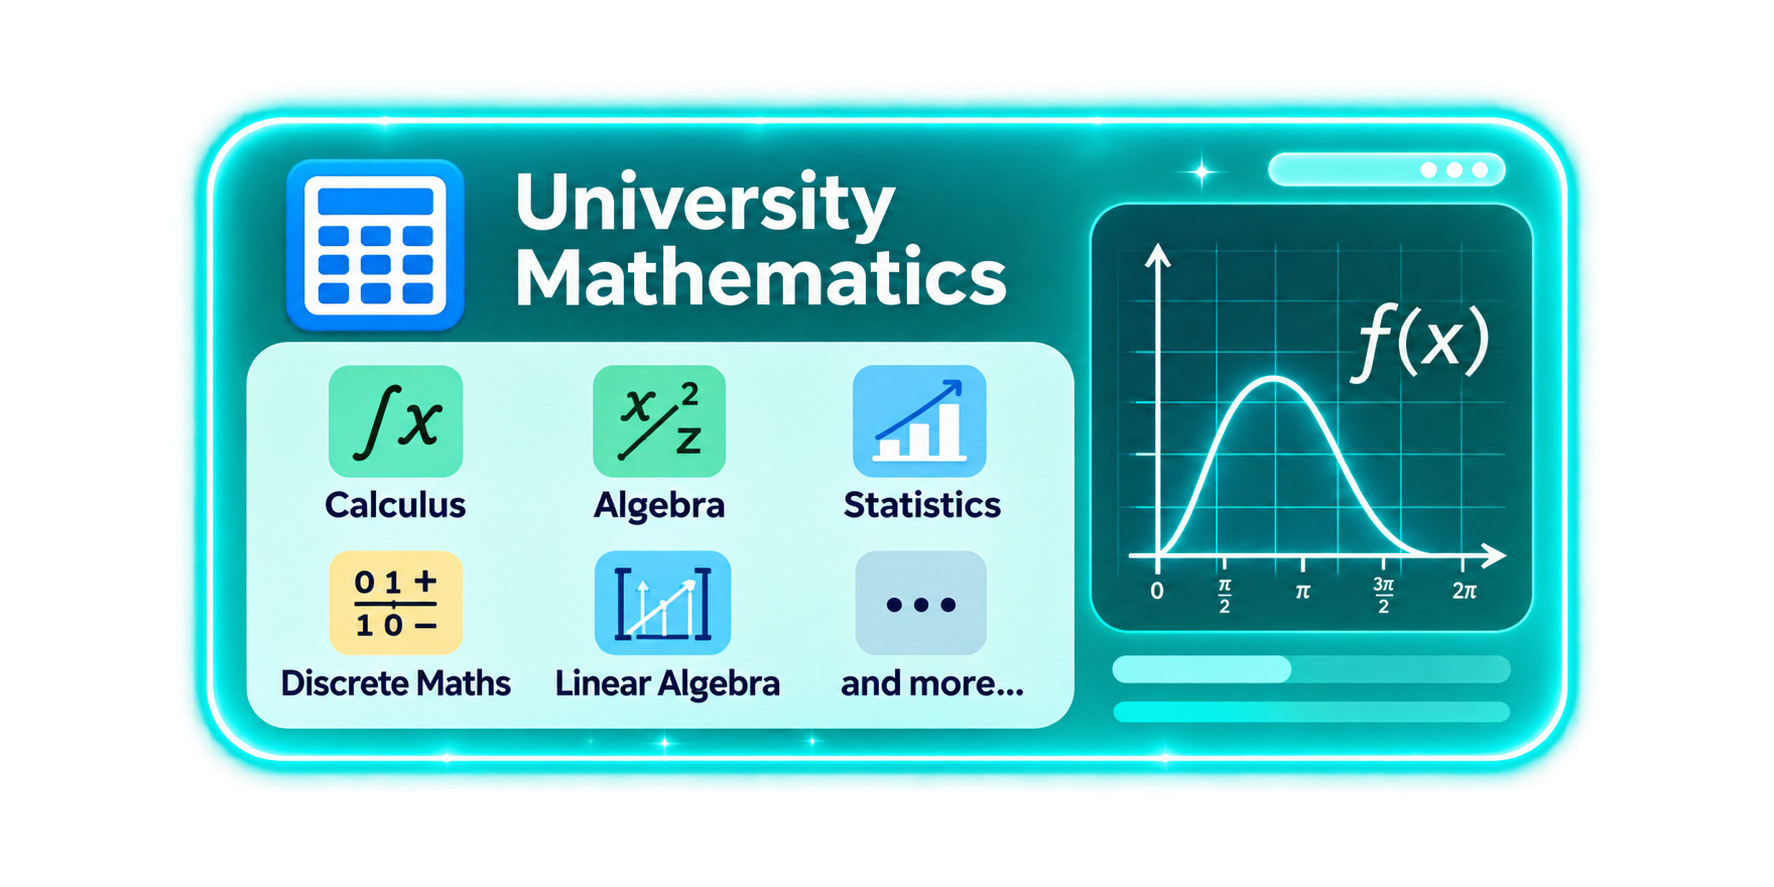 University
Mathematics
∫x
Calculus
x/2 z
Algebra
Statistics
0 1 +
1 0 −
Discrete Maths
Linear Algebra
•••
and more...
f(x)
0 π/2 π 3π/2 2π